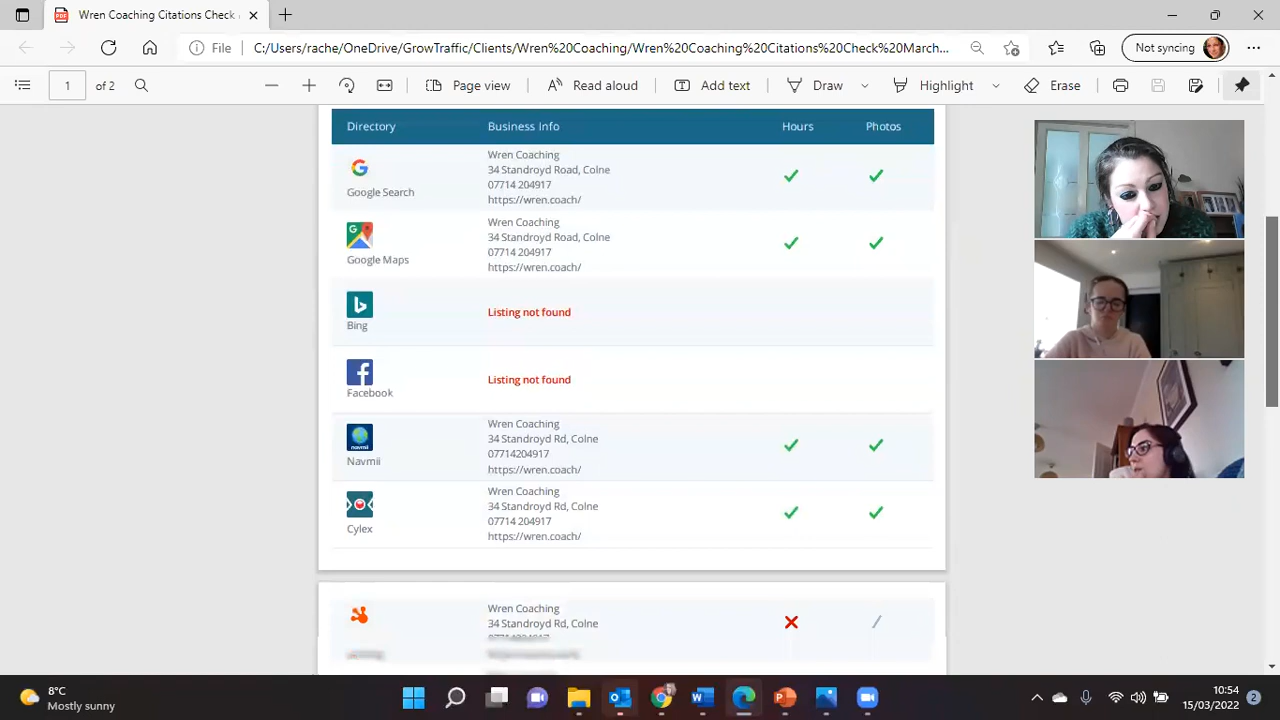 Wren Coaching Citations Check
File
C:/Users/rache/OneDrive/GrowTraffic/Clients/Wren%20Coaching/Wren%20Coaching%20Citations%20Check%20March...
Not syncing
1 of 2
Page view
Read aloud
Add text
Draw
Highlight
Erase
Directory Business Info Hours Photos
Google Search
Wren Coaching
34 Standroyd Road, Colne
07714 204917
https://wren.coach/
Google Maps
Wren Coaching
34 Standroyd Road, Colne
07714 204917
https://wren.coach/
Bing
Listing not found
Facebook
Listing not found
navmii
Navmii
Wren Coaching
34 Standroyd Rd, Colne
07714204917
https://wren.coach/
Cylex
Wren Coaching
34 Standroyd Rd, Colne
07714 204917
https://wren.coach/
Wren Coaching
34 Standroyd Rd, Colne
8°C
Mostly sunny
10:54
15/03/2022
2